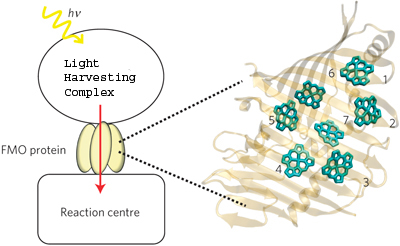 hν
Light
Harvesting
Complex
FMO protein
Reaction centre
6
1
5
7
2
4
3